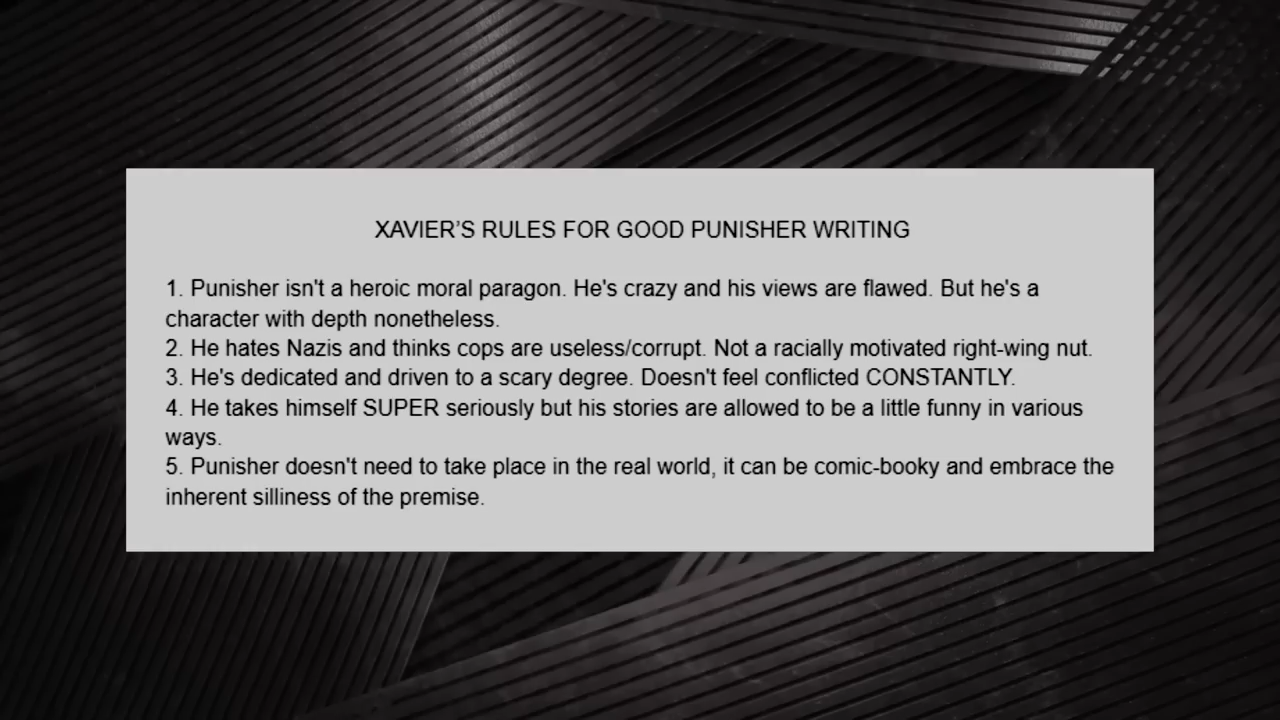 XAVIER'S RULES FOR GOOD PUNISHER WRITING
1. Punisher isn't a heroic moral paragon. He's crazy and his views are flawed. But he's a
character with depth nonetheless.
2. He hates Nazis and thinks cops are useless/corrupt. Not a racially motivated right-wing nut.
3. He's dedicated and driven to a scary degree. Doesn't feel conflicted CONSTANTLY.
4. He takes himself SUPER seriously but his stories are allowed to be a little funny in various
ways.
5. Punisher doesn't need to take place in the real world, it can be comic-booky and embrace the
inherent silliness of the premise.